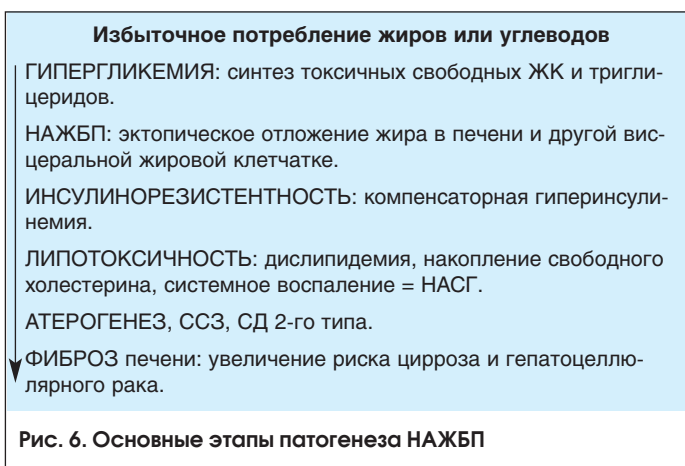 Избыточное потребление жиров или углеводов
ГИПЕРГЛИКЕМИЯ: синтез токсичных свободных ЖК и тригли-
церидов.
НАЖБП: эктопическое отложение жира в печени и другой вис-
церальной жировой клетчатке.
ИНСУЛИНОРЕЗИСТЕНТНОСТЬ: компенсаторная гиперинсули-
немия.
ЛИПОТОКСИЧНОСТЬ: дислипидемия, накопление свободного
холестерина, системное воспаление = НАСГ.
АТЕРОГЕНЕЗ, ССЗ, СД 2-го типа.
ФИБРОЗ печени: увеличение риска цирроза и гепатоцеллю-
лярного рака.
Рис. 6. Основные этапы патогенеза НАЖБП